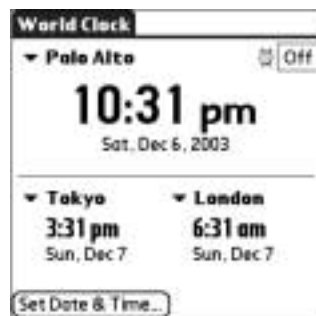 World Clock
Palo Alto Off
10:31 pm
Sat, Dec 6, 2003
Tokyo London
3:31 pm 6:31 am
Sun, Dec 7 Sun, Dec 7
Set Date & Time...